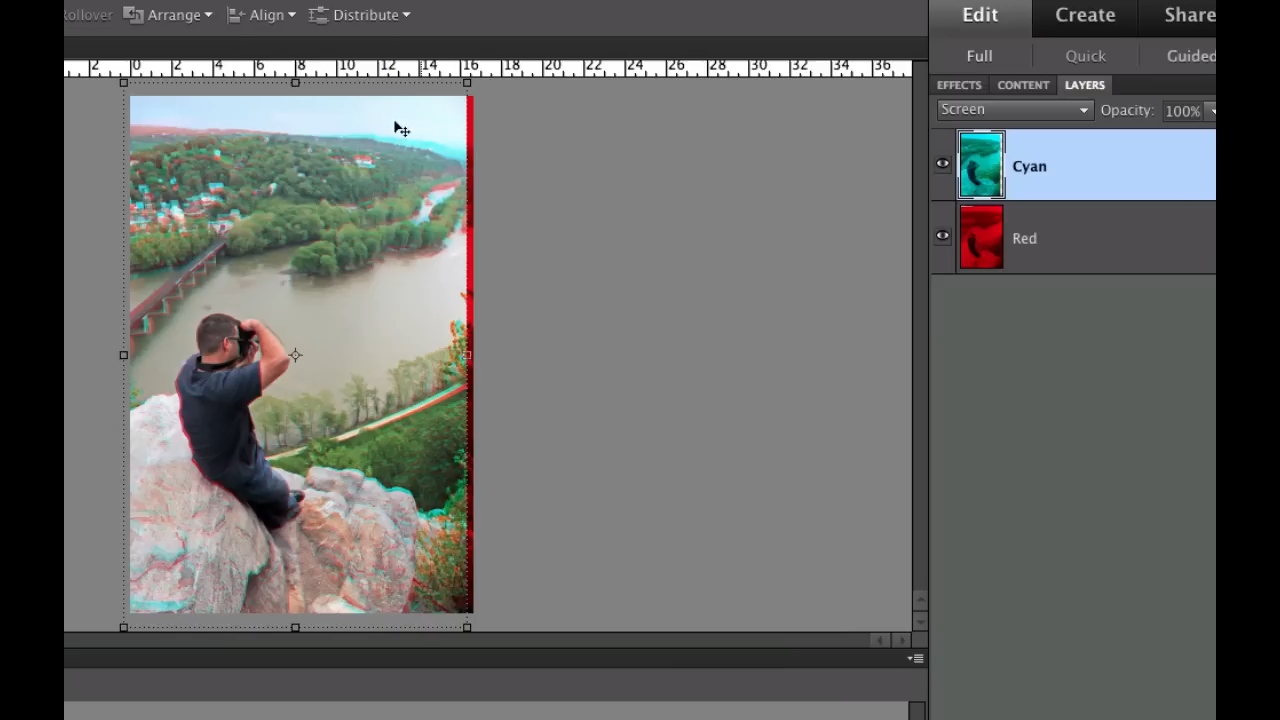 Rollover Arrange Align Distribute
Edit Create Share
Full Quick Guided
EFFECTS CONTENT LAYERS
Screen Opacity: 100%
2 0 2 4 6 8 10 12 14 16 18 20 22 24 26 28 30 32 34 36
Cyan
Red